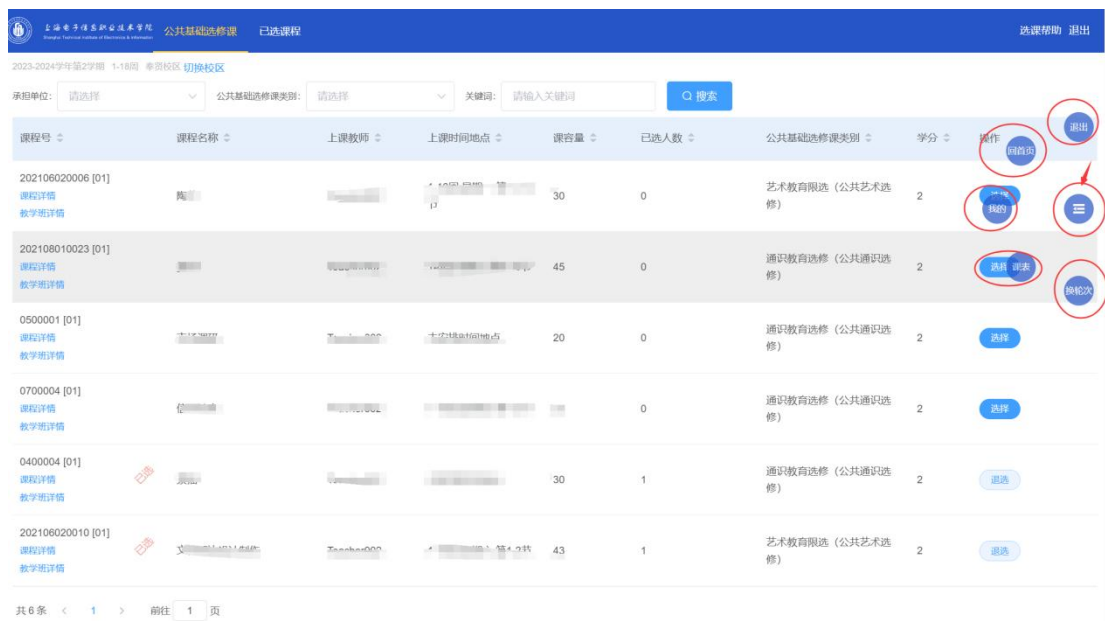 上海电子信息职业技术学院 公共基础选修课 已选课程 选课帮助 退出
Shanghai Technical Institute of Electronics & Information
2023-2024学年第2学期 1-18周 奉贤校区 切换校区
承担单位: 请选择 公共基础选修课类别: 请选择 关键词: 请输入关键词 搜索
课程号 课程名称 上课教师 上课时间地点 课容量 已选人数 公共基础选修课类别 学分 操作
退出
回首页
202106020006 [01]
课程详情
教学班详情
陶
30 0 艺术教育限选（公共艺术选
修） 2
我的
202108010023 [01]
课程详情
教学班详情
45 0 通识教育选修（公共通识选
修） 2 选择
课表
换轮次
0500001 [01]
课程详情
教学班详情
20 0 通识教育选修（公共通识选
修） 2 选择
0700004 [01]
课程详情
教学班详情
0 通识教育选修（公共通识选
修） 2 选择
0400004 [01]
课程详情
教学班详情
已选
30 1 通识教育选修（公共通识选
修） 2 退选
202106020010 [01]
课程详情
教学班详情
已选
43 1 艺术教育限选（公共艺术选
修） 2 退选
共 6 条 1 前往 1 页